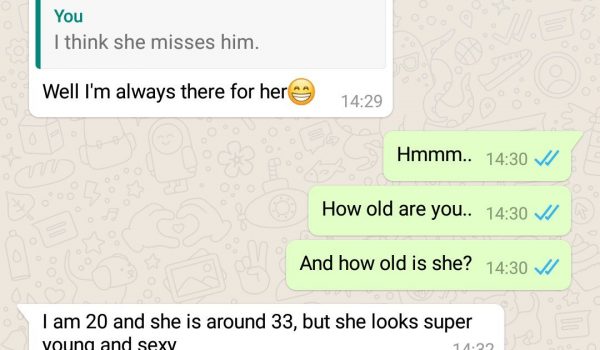 You
I think she misses him.
Well I'm always there for her😁
14:29
Hmmm.. 14:30
How old are you.. 14:30
And how old is she? 14:30
I am 20 and she is around 33, but she looks super
young and sexy 14:32